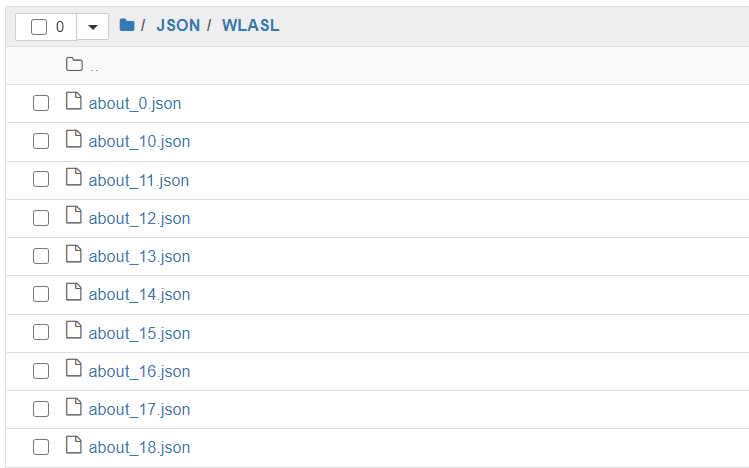 0 / JSON / WLASL
..
about_0.json
about_10.json
about_11.json
about_12.json
about_13.json
about_14.json
about_15.json
about_16.json
about_17.json
about_18.json